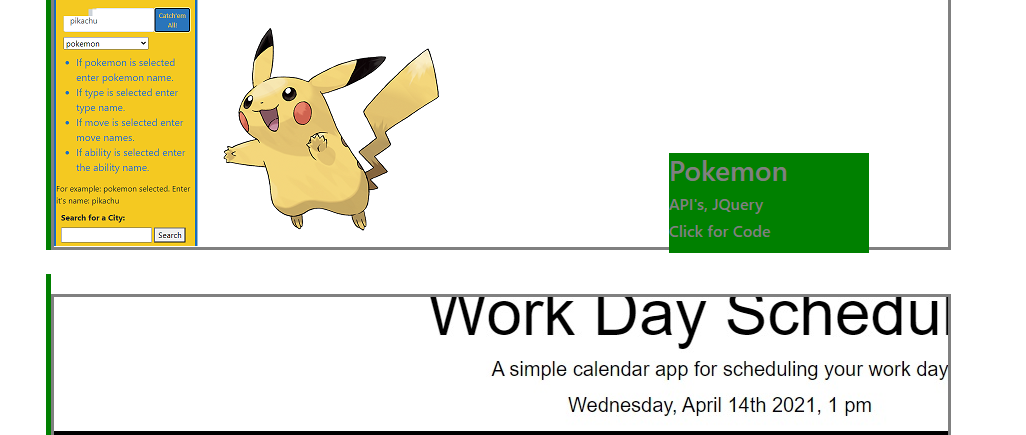 pikachu
Catch'em
All!
pokemon
If pokemon is selected
enter pokemon name.
If type is selected enter
type name.
If move is selected enter
move names.
If ability is selected enter
the ability name.
For example: pokemon selected. Enter
it's name: pikachu
Search for a City:
Search
Pokemon
API's, JQuery
Click for Code
Work Day Schedul
A simple calendar app for scheduling your work day
Wednesday, April 14th 2021, 1 pm